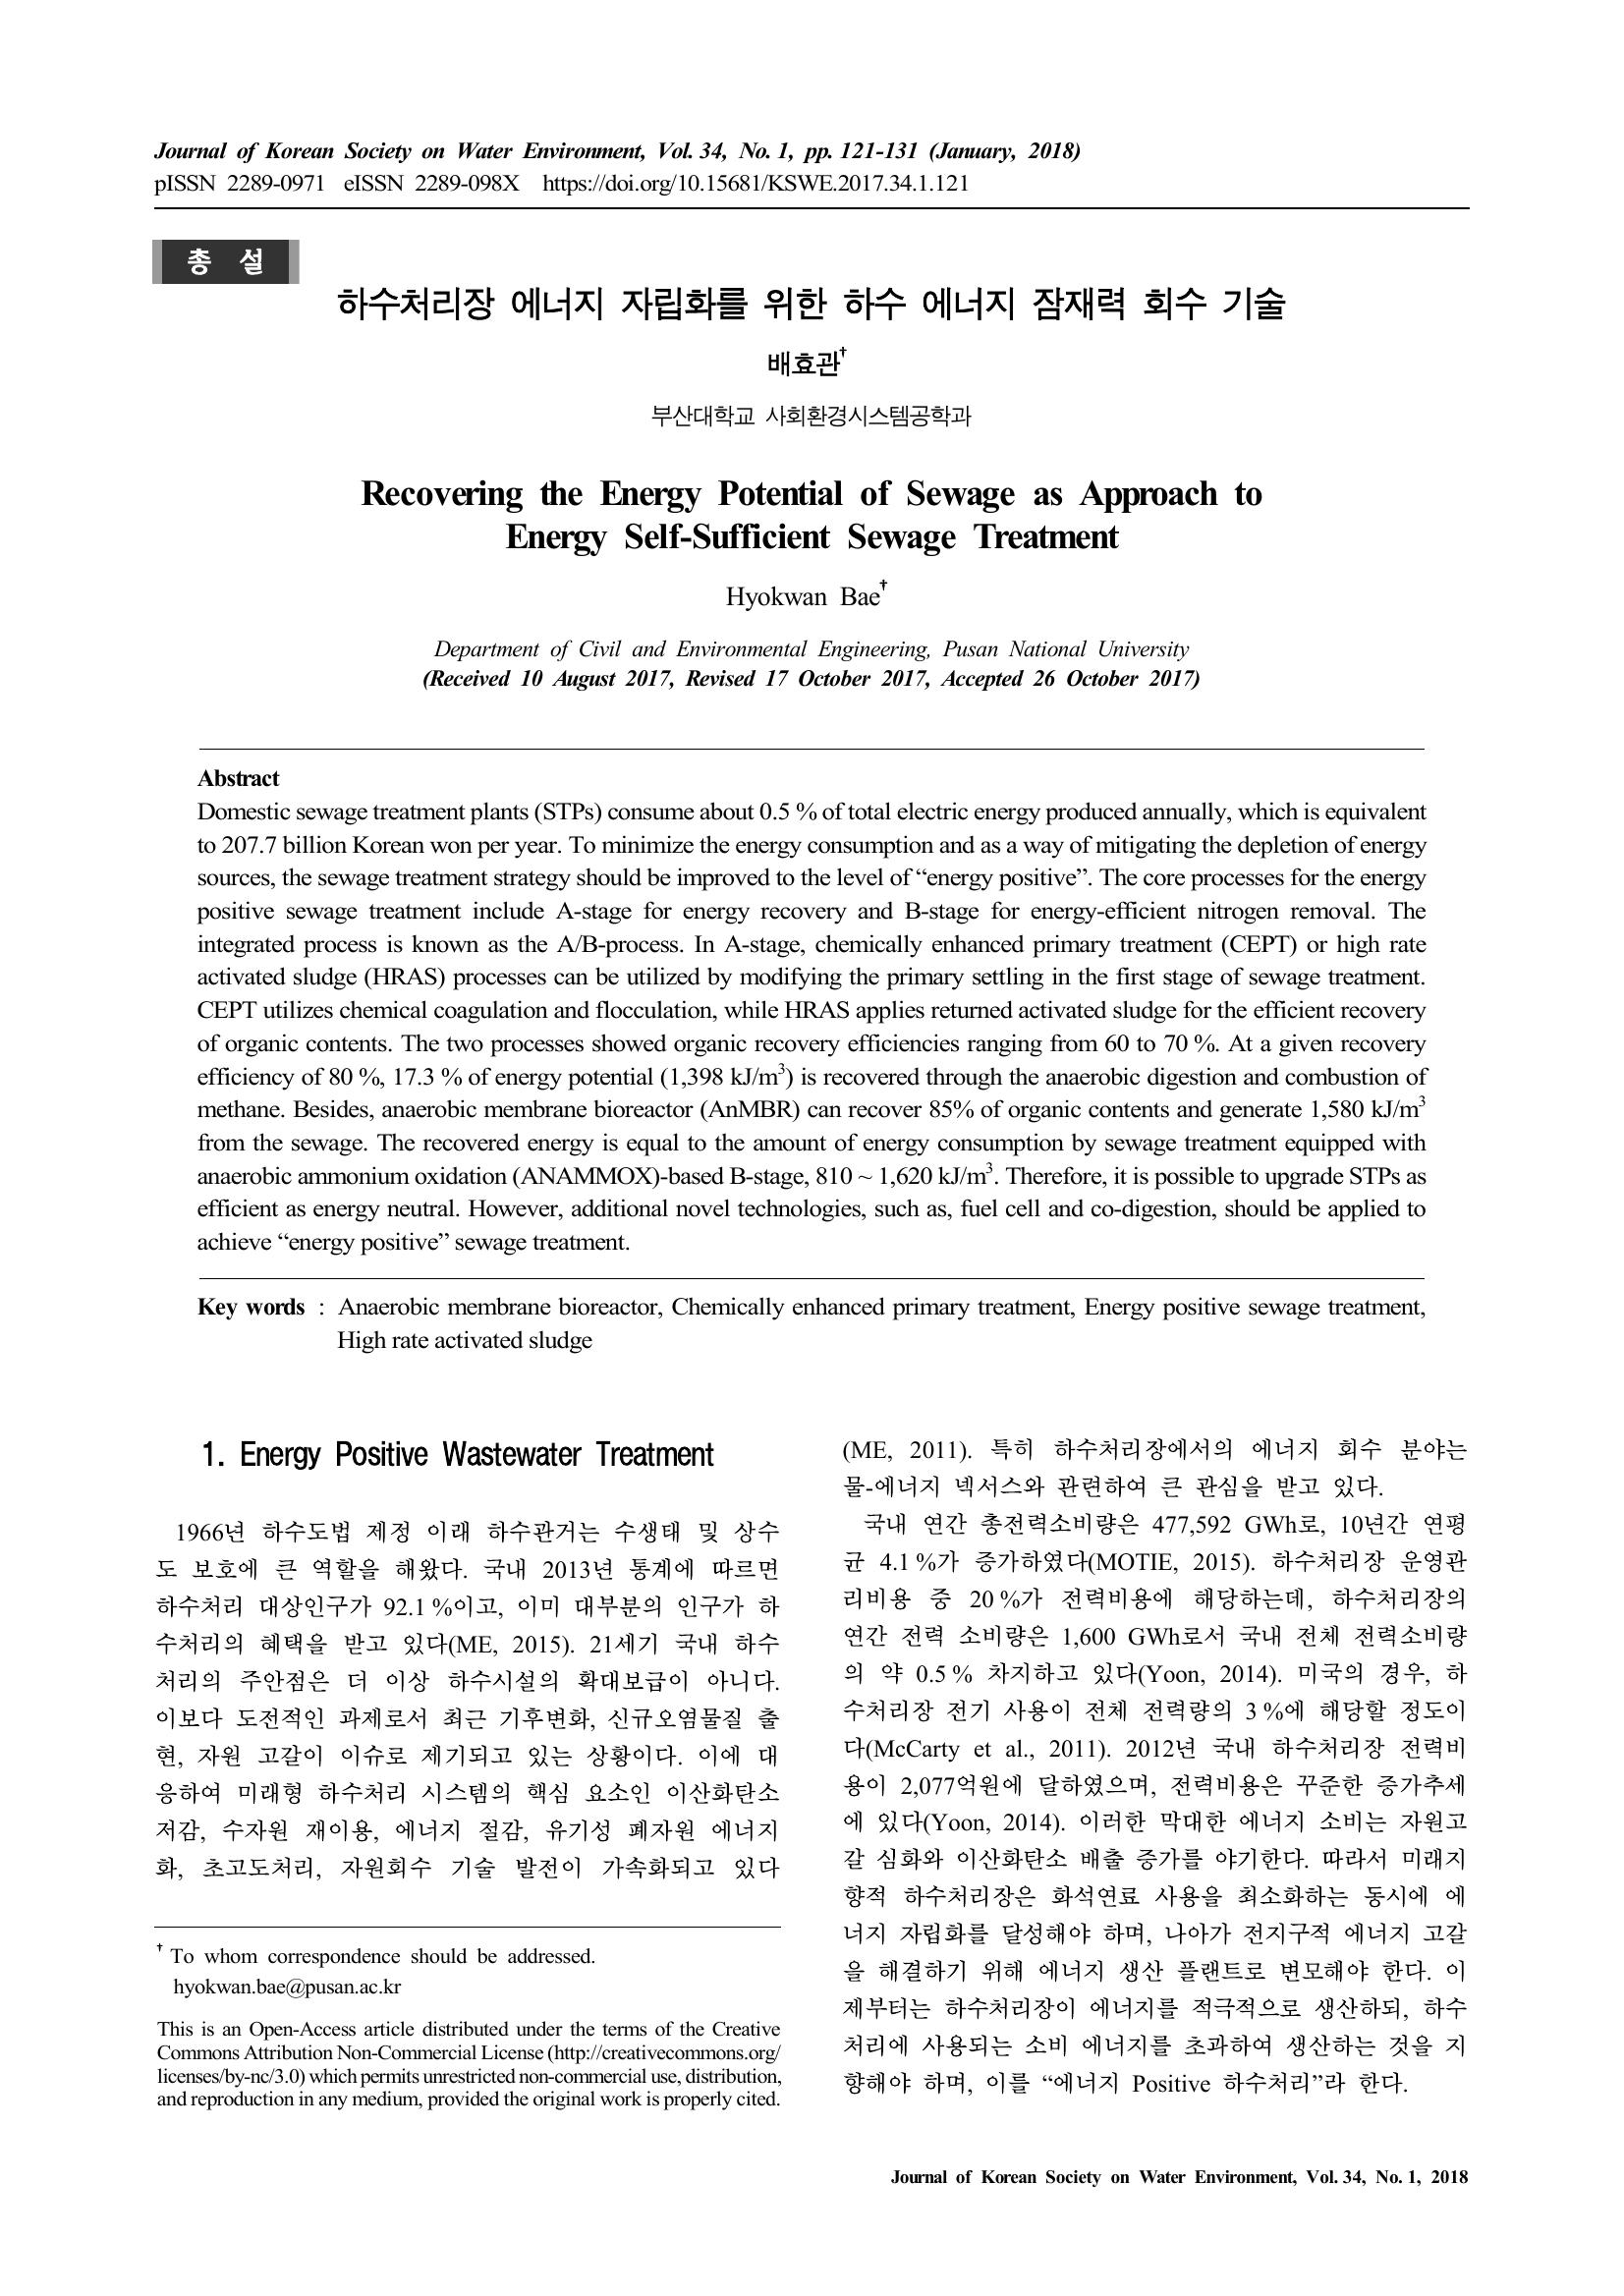 Journal of Korean Society on Water Environment, Vol. 34, No. 1, pp. 121-131 (January, 2018)
pISSN 2289-0971 eISSN 2289-098X https://doi.org/10.15681/KSWE.2017.34.1.121
총 설
하수처리장 에너지 자립화를 위한 하수 에너지 잠재력 회수 기술
배효관†
부산대학교 사회환경시스템공학과
Recovering the Energy Potential of Sewage as Approach to
Energy Self-Sufficient Sewage Treatment
Hyokwan Bae†
Department of Civil and Environmental Engineering, Pusan National University
(Received 10 August 2017, Revised 17 October 2017, Accepted 26 October 2017)
Abstract
Domestic sewage treatment plants (STPs) consume about 0.5 % of total electric energy produced annually, which is equivalent
to 207.7 billion Korean won per year. To minimize the energy consumption and as a way of mitigating the depletion of energy
sources, the sewage treatment strategy should be improved to the level of “energy positive”. The core processes for the energy
positive sewage treatment include A-stage for energy recovery and B-stage for energy-efficient nitrogen removal. The
integrated process is known as the A/B-process. In A-stage, chemically enhanced primary treatment (CEPT) or high rate
activated sludge (HRAS) processes can be utilized by modifying the primary settling in the first stage of sewage treatment.
CEPT utilizes chemical coagulation and flocculation, while HRAS applies returned activated sludge for the efficient recovery
of organic contents. The two processes showed organic recovery efficiencies ranging from 60 to 70 %. At a given recovery
efficiency of 80 %, 17.3 % of energy potential (1,398 kJ/m³) is recovered through the anaerobic digestion and combustion of
methane. Besides, anaerobic membrane bioreactor (AnMBR) can recover 85% of organic contents and generate 1,580 kJ/m³
from the sewage. The recovered energy is equal to the amount of energy consumption by sewage treatment equipped with
anaerobic ammonium oxidation (ANAMMOX)-based B-stage, 810 ~ 1,620 kJ/m³. Therefore, it is possible to upgrade STPs as
efficient as energy neutral. However, additional novel technologies, such as, fuel cell and co-digestion, should be applied to
achieve “energy positive” sewage treatment.
Key words : Anaerobic membrane bioreactor, Chemically enhanced primary treatment, Energy positive sewage treatment,
High rate activated sludge
1. Energy Positive Wastewater Treatment
1966년 하수도법 제정 이래 하수관거는 수생태 및 상수
도 보호에 큰 역할을 해왔다. 국내 2013년 통계에 따르면
하수처리 대상인구가 92.1 %이고, 이미 대부분의 인구가 하
수처리의 혜택을 받고 있다(ME, 2015). 21세기 국내 하수
처리의 주안점은 더 이상 하수시설의 확대보급이 아니다.
이보다 도전적인 과제로서 최근 기후변화, 신규오염물질 출
현, 자원 고갈이 이슈로 제기되고 있는 상황이다. 이에 대
응하여 미래형 하수처리 시스템의 핵심 요소인 이산화탄소
저감, 수자원 재이용, 에너지 절감, 유기성 폐자원 에너지
화, 초고도처리, 자원회수 기술 발전이 가속화되고 있다
† To whom correspondence should be addressed.
hyokwan.bae@pusan.ac.kr
This is an Open-Access article distributed under the terms of the Creative
Commons Attribution Non-Commercial License (http://creativecommons.org/
licenses/by-nc/3.0) which permits unrestricted non-commercial use, distribution,
and reproduction in any medium, provided the original work is properly cited.
(ME, 2011). 특히 하수처리장에서의 에너지 회수 분야는
물-에너지 넥서스와 관련하여 큰 관심을 받고 있다.
국내 연간 총전력소비량은 477,592 GWh로, 10년간 연평
균 4.1 %가 증가하였다(MOTIE, 2015). 하수처리장 운영관
리비용 중 20 %가 전력비용에 해당하는데, 하수처리장의
연간 전력 소비량은 1,600 GWh로서 국내 전체 전력소비량
의 약 0.5 % 차지하고 있다(Yoon, 2014). 미국의 경우, 하
수처리장 전기 사용이 전체 전력량의 3 %에 해당할 정도이
다(McCarty et al., 2011). 2012년 국내 하수처리장 전력비
용이 2,077억원에 달하였으며, 전력비용은 꾸준한 증가추세
에 있다(Yoon, 2014). 이러한 막대한 에너지 소비는 자원고
갈 심화와 이산화탄소 배출 증가를 야기한다. 따라서 미래지
향적 하수처리장은 화석연료 사용을 최소화하는 동시에 에
너지 자립화를 달성해야 하며, 나아가 전지구적 에너지 고갈
을 해결하기 위해 에너지 생산 플랜트로 변모해야 한다. 이
제부터는 하수처리장이 에너지를 적극적으로 생산하되, 하수
처리에 사용되는 소비 에너지를 초과하여 생산하는 것을 지
향해야 하며, 이를 “에너지 Positive 하수처리”라 한다.
Journal of Korean Society on Water Environment, Vol. 34, No. 1, 2018